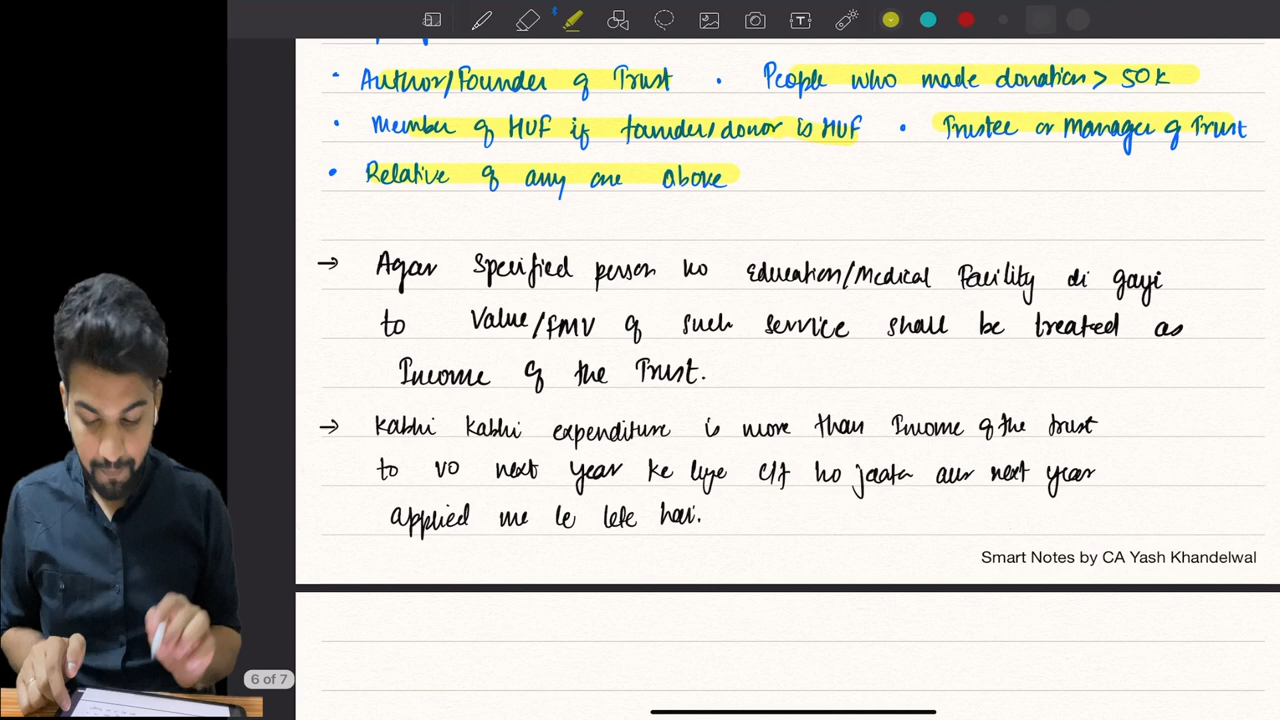 • Author/Founder of Trust • People who made donation > 50k
• Member of HUF if founder/donor is HUF • Trustee or Manager of Trust
• Relative of any one above
→ Agar Specified person ko Education/Medical Facility di gayi
to Value/FMV of such service shall be treated as
Income of the Trust.
→ Kabhi Kabhi expenditure is more than Income of the trust
to vo next year ke liye c/f ho jaata aur next year
applied me le lete hai.
Smart Notes by CA Yash Khandelwal
6 of 7